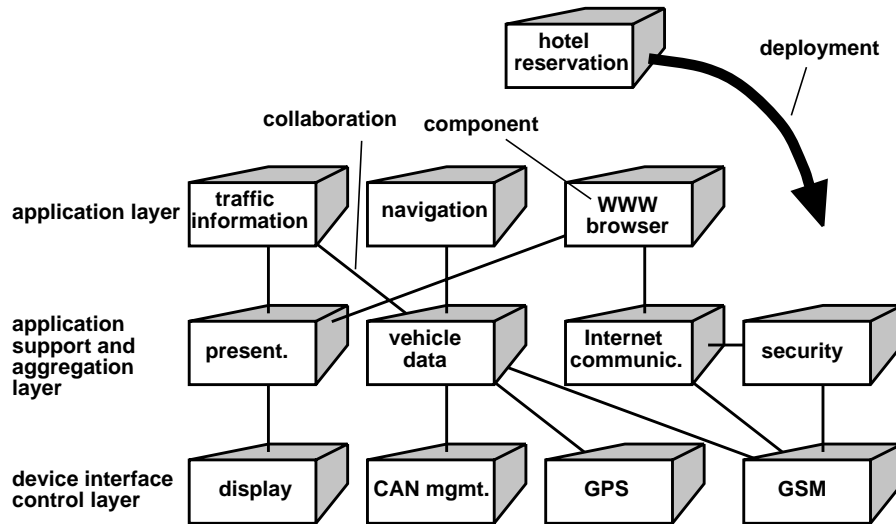 hotel
reservation
deployment
collaboration
component
application layer
traffic
information
navigation
WWW
browser
application
support and
aggregation
layer
present.
vehicle
data
Internet
communic.
security
device interface
control layer
display
CAN mgmt.
GPS
GSM